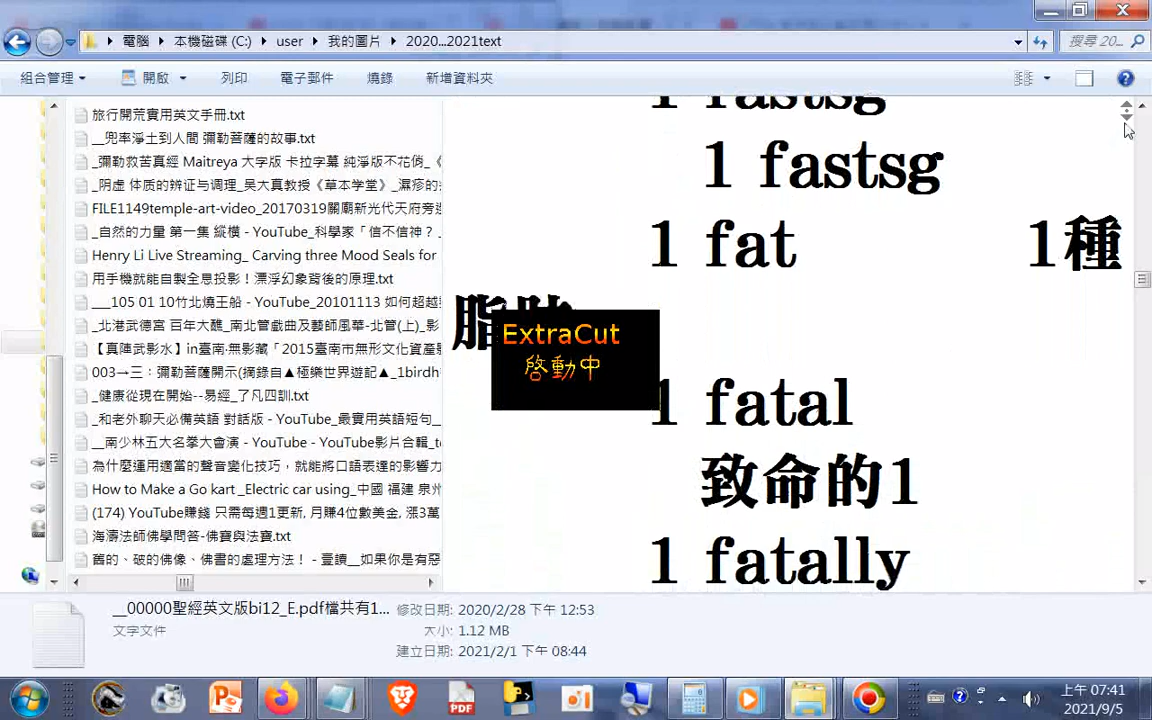 電腦 本機磁碟 (C:) user 我的圖片 2020...2021text 搜尋 20...
組合管理 開啟 列印 電子郵件 燒錄 新增資料夾
旅行開荒實用英文手冊.txt
__兜率淨土到人間 彌勒菩薩的故事.txt
_彌勒救苦真經 Maitreya 大字版 卡拉字幕 純淨版不花俏_《
_阴虚 体质的辨证与调理_吴大真教授《草本学堂》_濕疹的
FILE1149temple-art-video_20170319關廟新光代天府旁邊
_自然的力量 第一集 縱橫 - YouTube_科學家「信不信神？」
Henry Li Live Streaming_ Carving three Mood Seals for
用手機就能自製全息投影！漂浮幻象背後的原理.txt
___105 01 10竹北燒王船 - YouTube_20101113 如何超越
_北港武德宮 百年大醮_南北管戲曲及藝師風華-北管(上)_影
【真陣武影水】in臺南·無影藏「2015臺南市無形文化資產
003→三：彌勒菩薩開示(摘錄自▲極樂世界遊記▲_1birdh
_健康從現在開始--易經_了凡四訓.txt
_和老外聊天必備英語 對話版 - YouTube_最實用英語短句_
__南少林五大名拳大會演 - YouTube - YouTube影片合輯_t
為什麼運用適當的聲音變化技巧，就能將口語表達的影響力
How to Make a Go kart _Electric car using_中國 福建 泉州
(174) YouTube賺錢 只需每週1更新, 月賺4位數美金, 漲3萬
海濤法師佛學問答-佛寶與法寶.txt
舊的、破的佛像、佛書的處理方法！ - 壹讀__如果你是有惡
1 fastsg
1 fastsg
1 fat 1種
脂肪
ExtraCut
啓動中
1 fatal
致命的1
1 fatally
__00000聖經英文版bi12_E.pdf檔共有1... 修改日期: 2020/2/28 下午 12:53
文字文件 大小: 1.12 MB
建立日期: 2021/2/1 下午 08:44
PDF
上午 07:41
2021/9/5